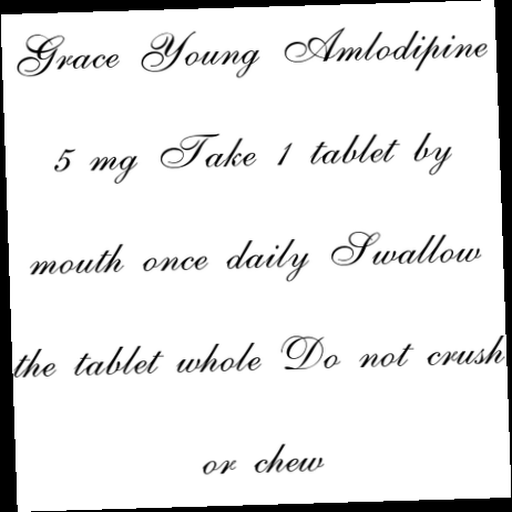 Grace Young Amlodipine
5 mg Take 1 tablet by
mouth once daily Swallow
the tablet whole Do not crush
or chew